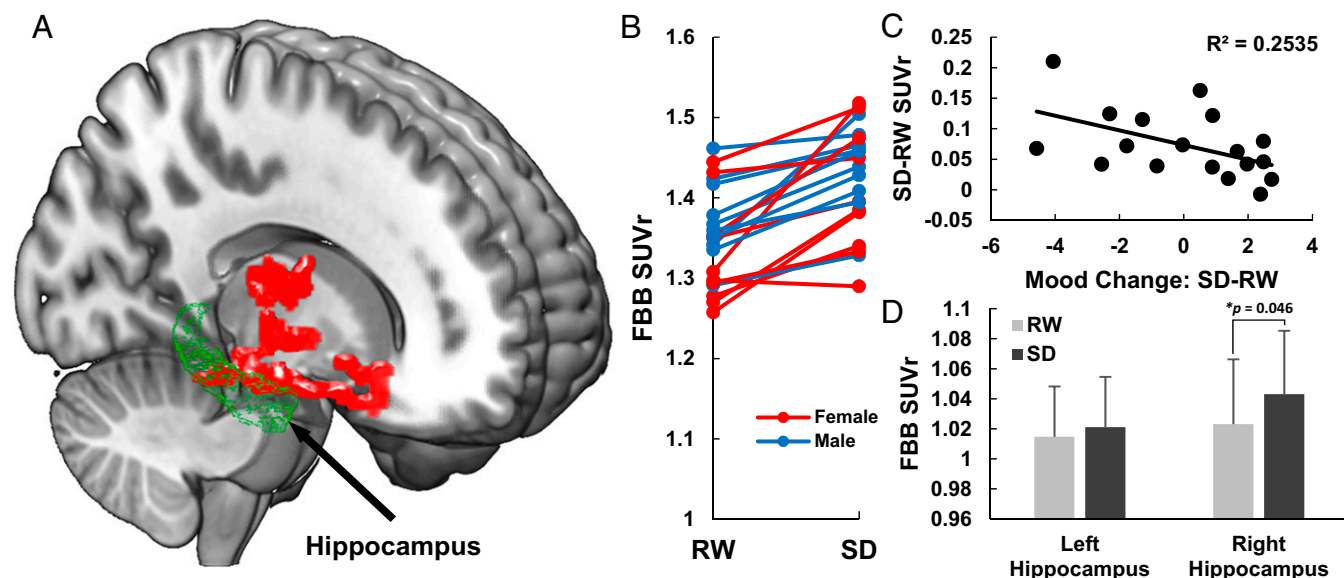 A
Hippocampus
B
FBB SUVr
1.6
1.5
1.4
1.3
1.2
1.1
1
Female
Male
RW
SD
C
R² = 0.2535
SD-RW SUVr
0.25
0.2
0.15
0.1
0.05
0
-0.05
-6
-4
-2
0
2
4
Mood Change: SD-RW
D
*p = 0.046
RW
SD
FBB SUVr
1.1
1.08
1.06
1.04
1.02
1
0.98
0.96
Left
Hippocampus
Right
Hippocampus